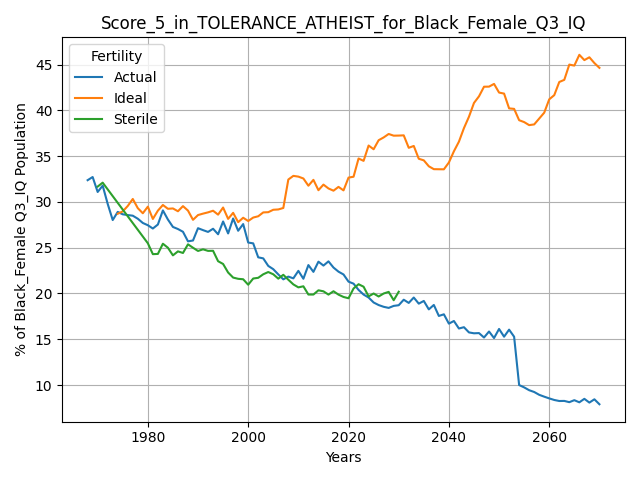 Score_5_in_TOLERANCE_ATHEIST_for_Black_Female_Q3_IQ
Fertility
Actual
Ideal
Sterile
% of Black_Female Q3_IQ Population
45
40
35
30
25
20
15
10
1980
2000
2020
2040
2060
Years